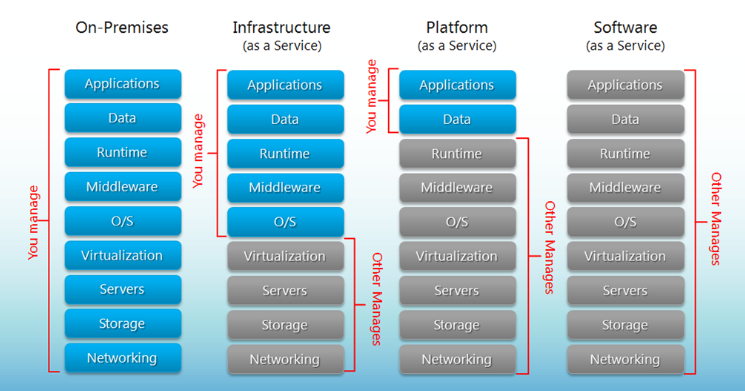 On-Premises
Applications
Data
Runtime
Middleware
O/S
Virtualization
Servers
Storage
Networking
You manage
Infrastructure
(as a Service)
Applications
Data
Runtime
Middleware
O/S
Virtualization
Servers
Storage
Networking
You manage
Other Manages
Platform
(as a Service)
Applications
Data
Runtime
Middleware
O/S
Virtualization
Servers
Storage
Networking
You manage
Other Manages
Software
(as a Service)
Applications
Data
Runtime
Middleware
O/S
Virtualization
Servers
Storage
Networking
Other Manages